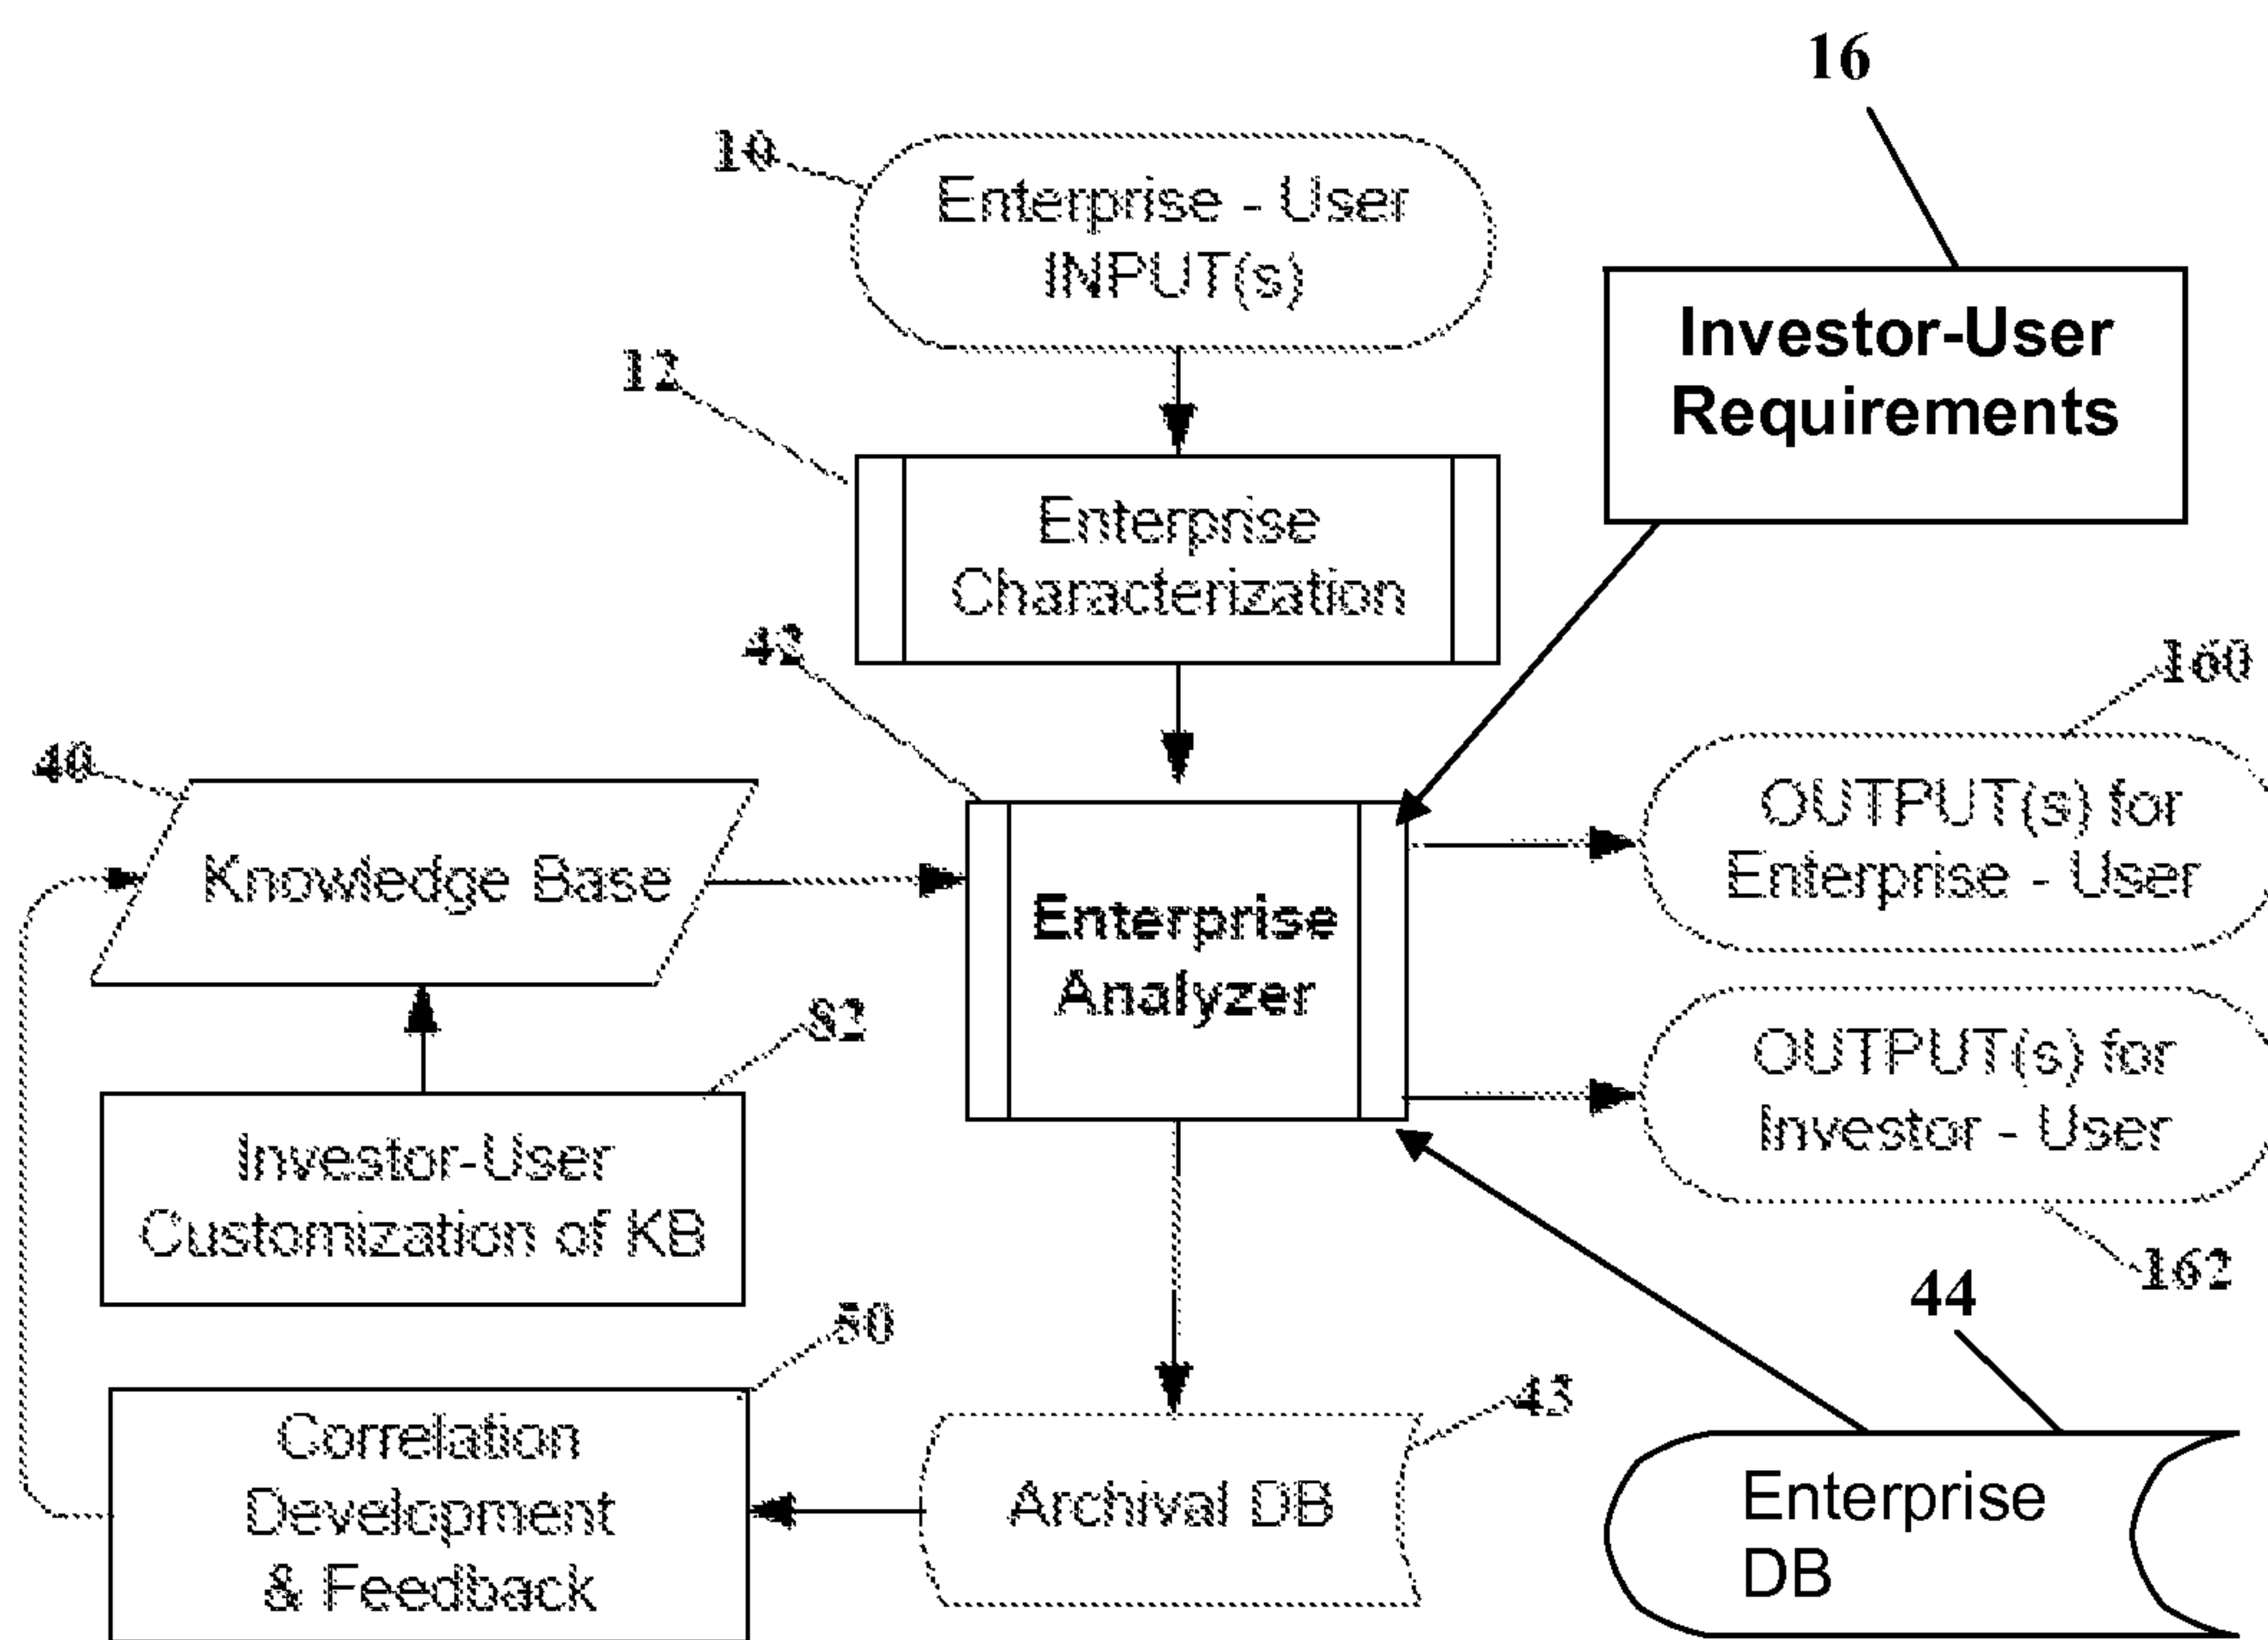 16
10
Enterprise - User
INPUT(s)
Investor-User
Requirements
12
Enterprise
Characterization
42
160
40
OUTPUT(s) for
Enterprise - User
Knowledge Base
Enterprise
Analyzer
82
OUTPUT(s) for
Investor - User
Investor-User
Customization of KB
162
44
50
43
Correlation
Development
& Feedback
Archival DB
Enterprise
DB